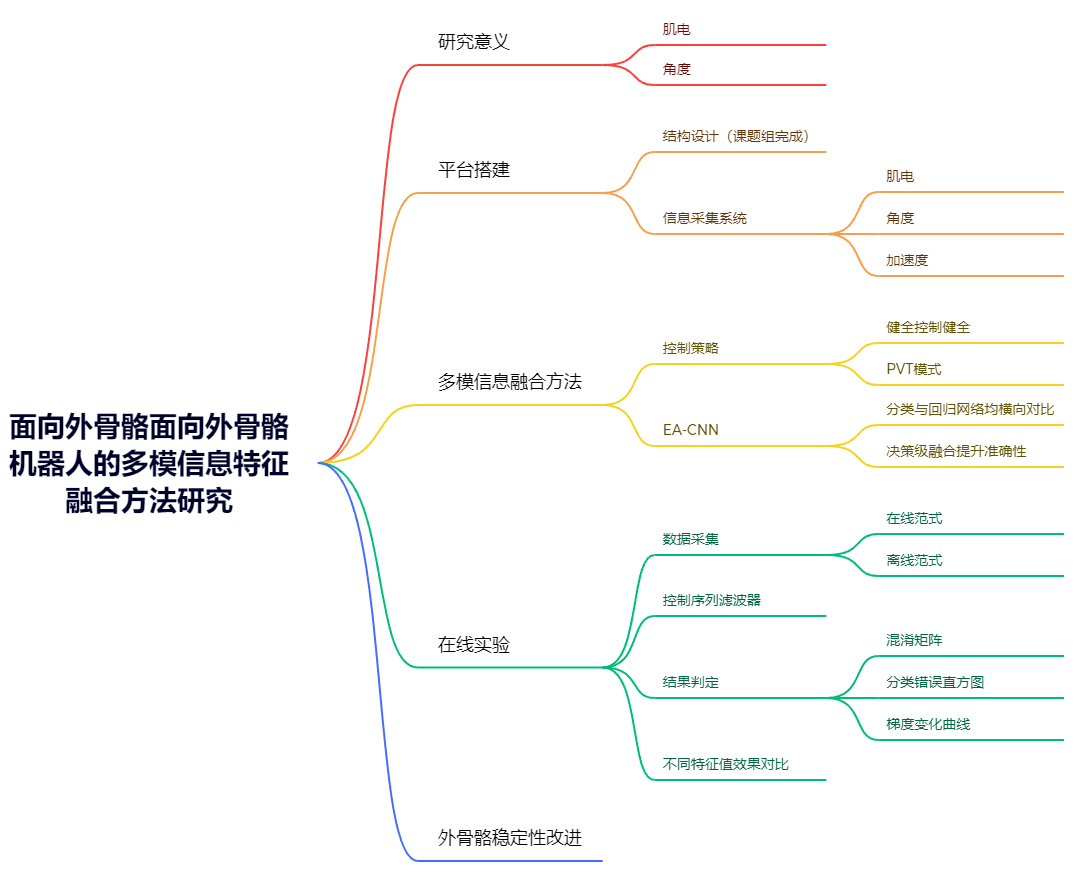 面向外骨骼面向外骨骼
机器人的多模信息特征
融合方法研究
研究意义
肌电
角度
平台搭建
结构设计（课题组完成）
信息采集系统
肌电
角度
加速度
多模信息融合方法
控制策略
健全控制健全
PVT模式
EA-CNN
分类与回归网络均横向对比
决策级融合提升准确性
在线实验
数据采集
在线范式
离线范式
控制序列滤波器
结果判定
混淆矩阵
分类错误直方图
梯度变化曲线
不同特征值效果对比
外骨骼稳定性改进